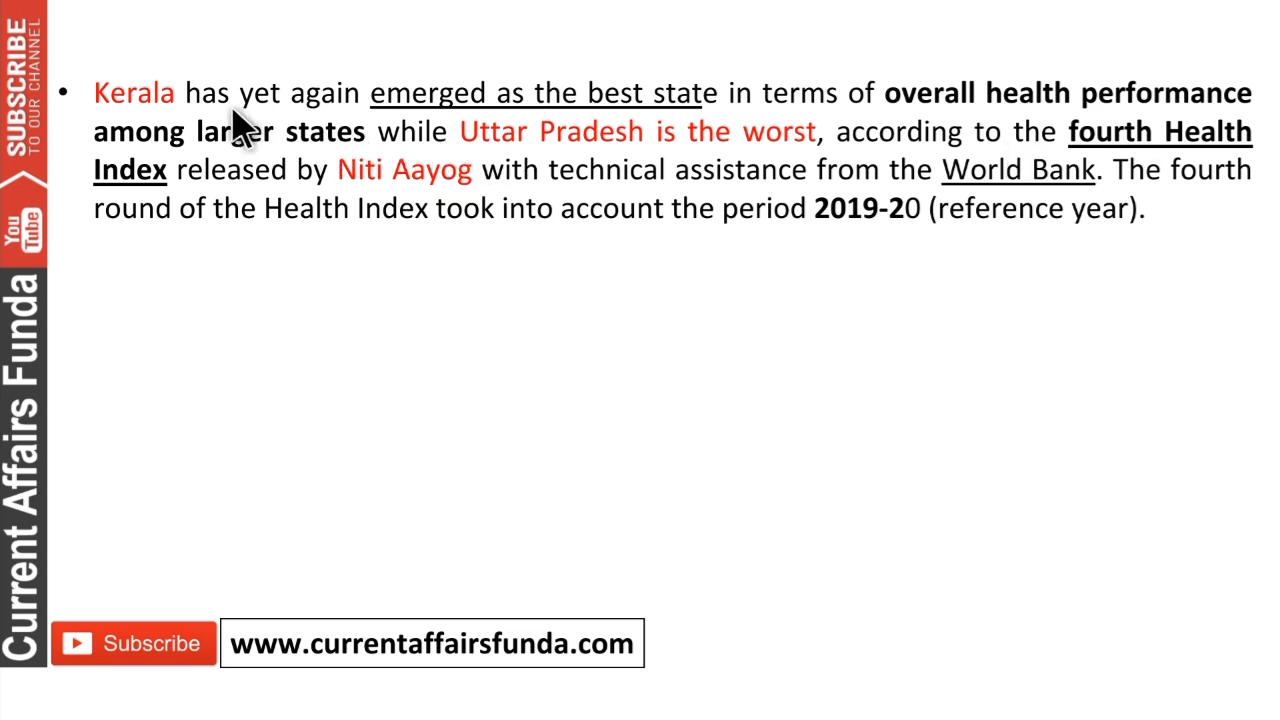 SUBSCRIBE
TO OUR CHANNEL
You
Tube
Current Affairs Funda
• Kerala has yet again emerged as the best state in terms of overall health performance
among larger states while Uttar Pradesh is the worst, according to the fourth Health
Index released by Niti Aayog with technical assistance from the World Bank. The fourth
round of the Health Index took into account the period 2019-20 (reference year).
Subscribe
www.currentaffairsfunda.com